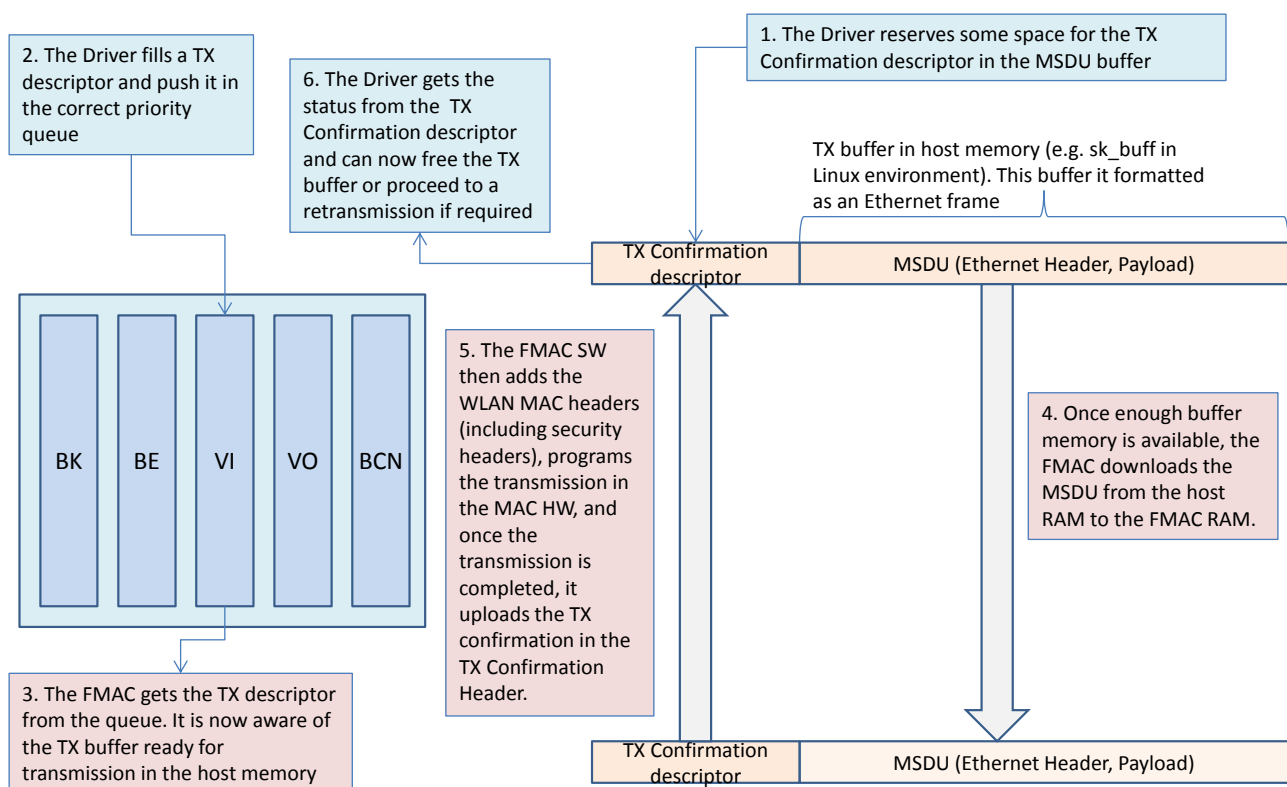 2. The Driver fills a TX
descriptor and push it in
the correct priority
queue
6. The Driver gets the
status from the TX
Confirmation descriptor
and can now free the TX
buffer or proceed to a
retransmission if required
1. The Driver reserves some space for the TX
Confirmation descriptor in the MSDU buffer
TX buffer in host memory (e.g. sk_buff in
Linux environment). This buffer it formatted
as an Ethernet frame
TX Confirmation
descriptor
MSDU (Ethernet Header, Payload)
BK
BE
VI
VO
BCN
5. The FMAC SW
then adds the
WLAN MAC headers
(including security
headers), programs
the transmission in
the MAC HW, and
once the
transmission is
completed, it
uploads the TX
confirmation in the
TX Confirmation
Header.
4. Once enough buffer
memory is available, the
FMAC downloads the
MSDU from the host
RAM to the FMAC RAM.
3. The FMAC gets the TX descriptor
from the queue. It is now aware of
the TX buffer ready for
transmission in the host memory
TX Confirmation
descriptor
MSDU (Ethernet Header, Payload)